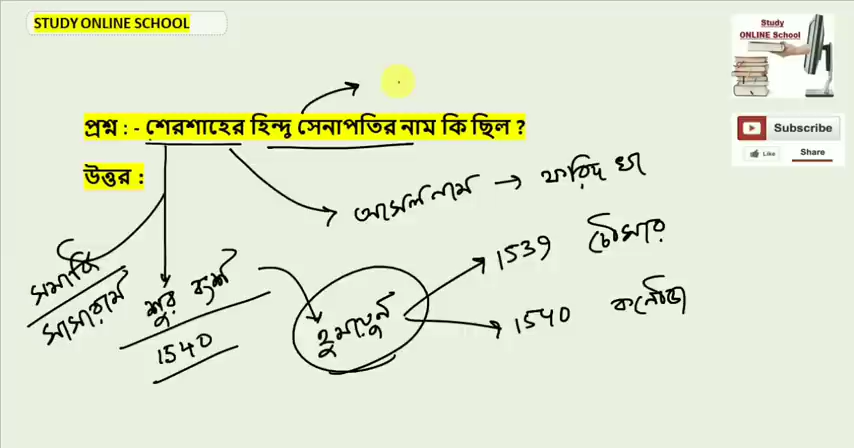 STUDY ONLINE SCHOOL
Study
ONLINE School
প্রশ্ন : - শেরশাহের হিন্দু সেনাপতির নাম কি ছিল ?
Subscribe
Like Share
উত্তর :
আসল নাম → ফরিদ খা
1539 চৌসার
সমাধি
সাসারাম
শুর বংশ
1540
হুমায়ুন
1540 কনৌজ